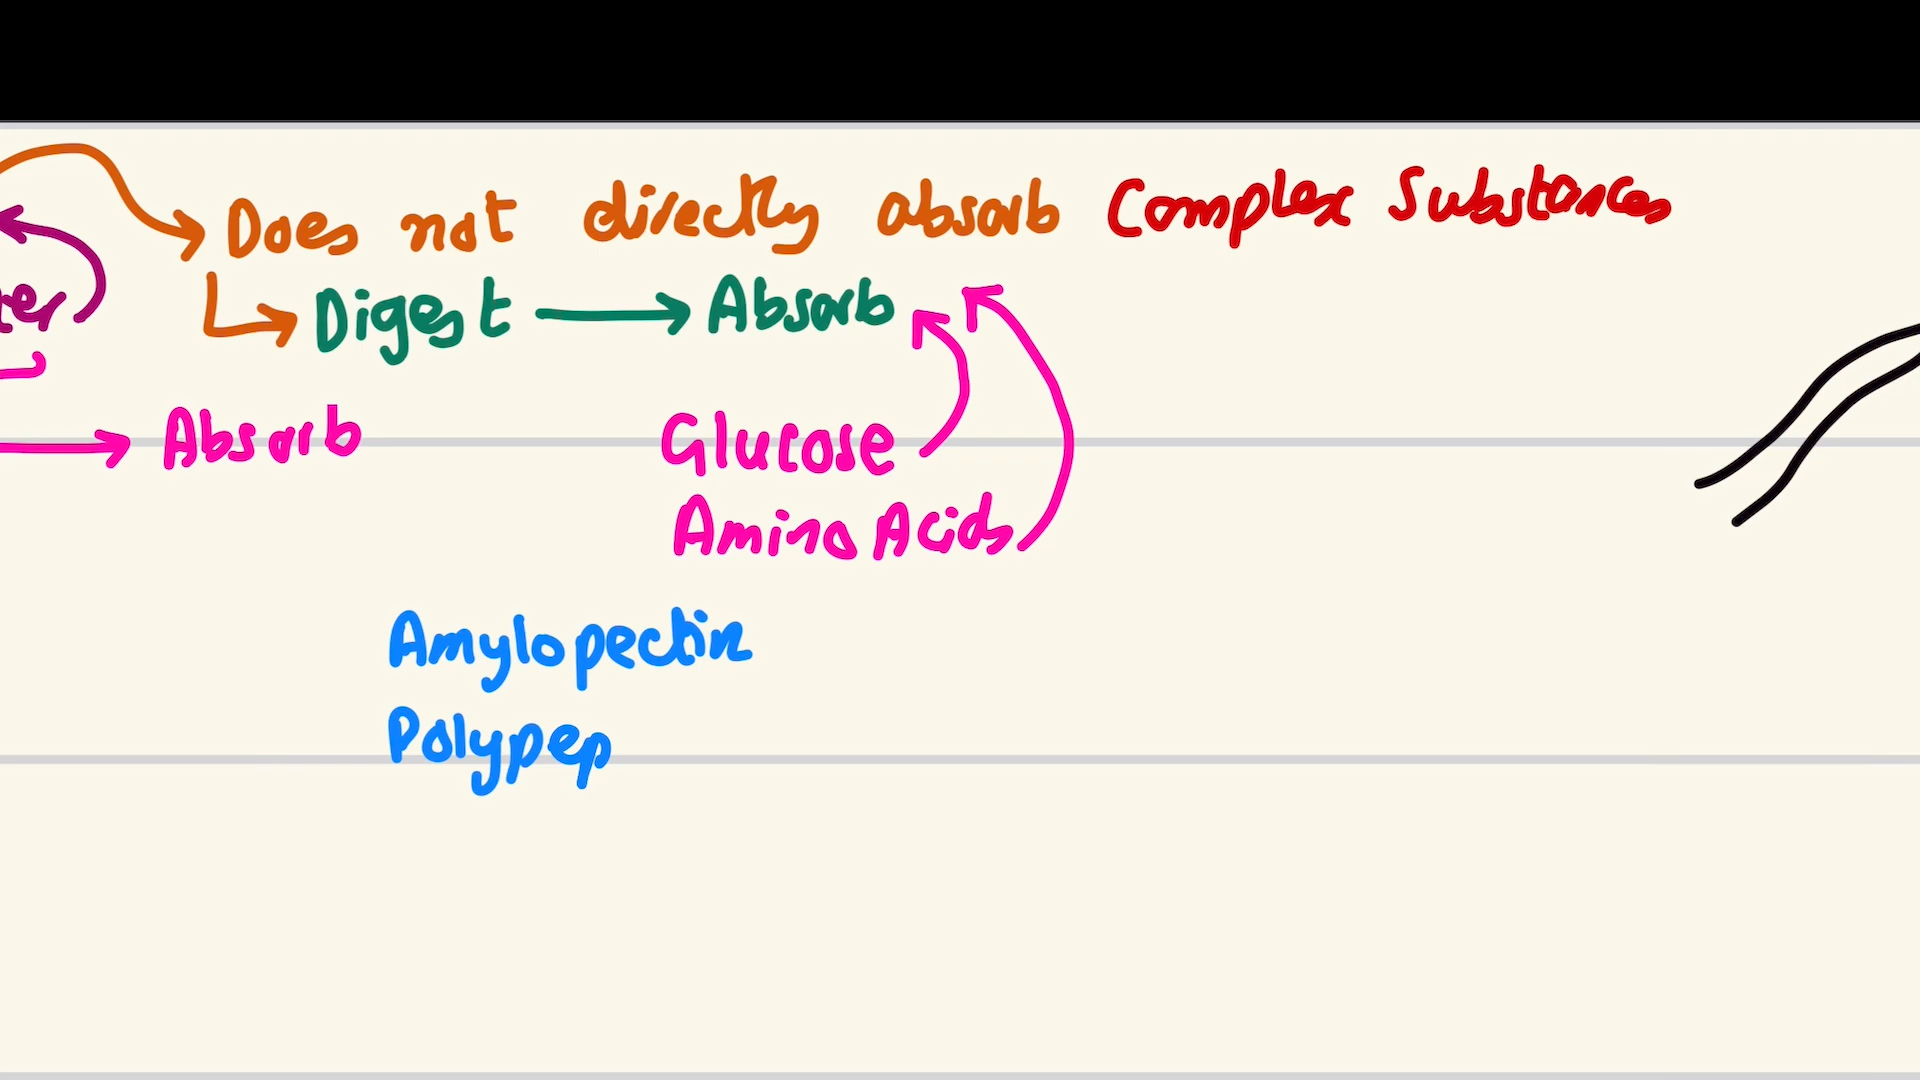 Does not directly absorb Complex Substances
Digest → Absorb
Absorb
Glucose
Amino Acids
Amylopectin
Polypep